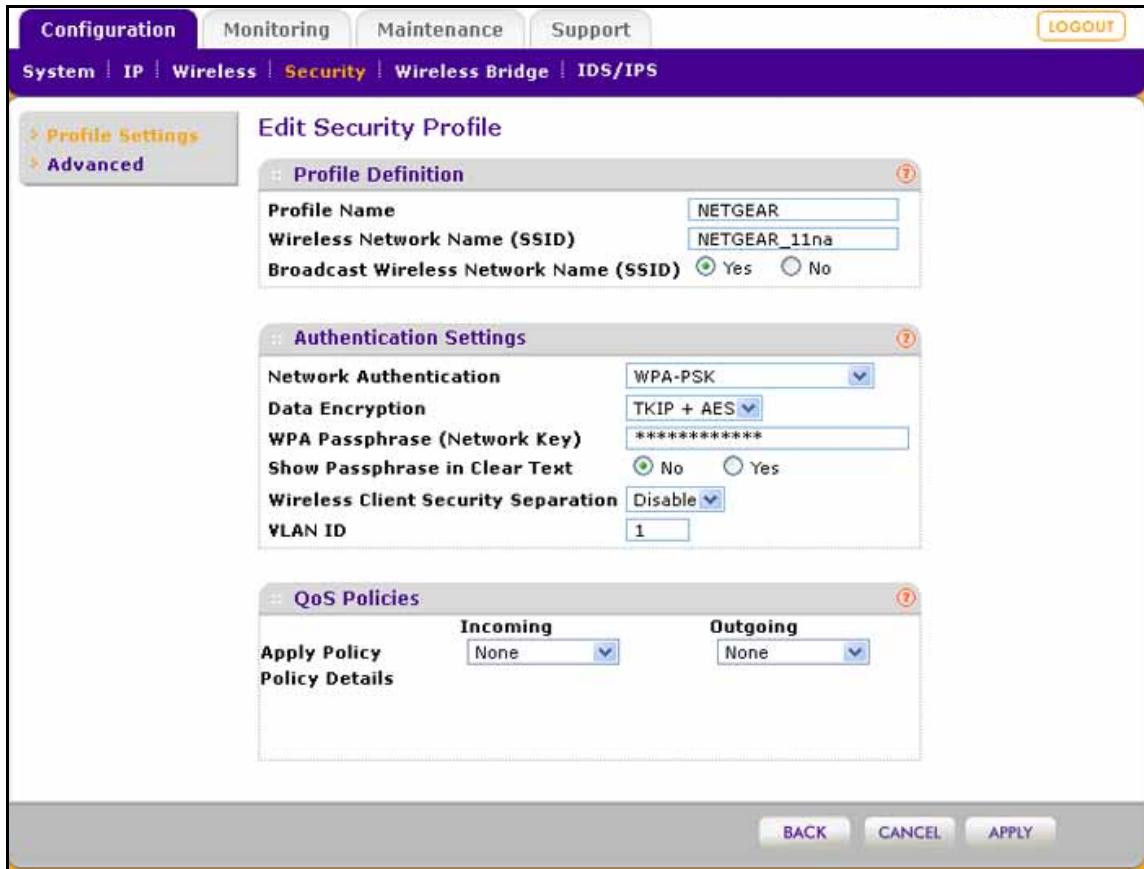 Configuration Monitoring Maintenance Support LOGOUT
System IP Wireless Security Wireless Bridge IDS/IPS
Profile Settings
Advanced
Edit Security Profile
Profile Definition ?
Profile Name NETGEAR
Wireless Network Name (SSID) NETGEAR_11na
Broadcast Wireless Network Name (SSID) Yes No
Authentication Settings ?
Network Authentication WPA-PSK
Data Encryption TKIP + AES
WPA Passphrase (Network Key) ************
Show Passphrase in Clear Text No Yes
Wireless Client Security Separation Disable
VLAN ID 1
QoS Policies ?
Incoming Outgoing
Apply Policy None None
Policy Details
BACK CANCEL APPLY